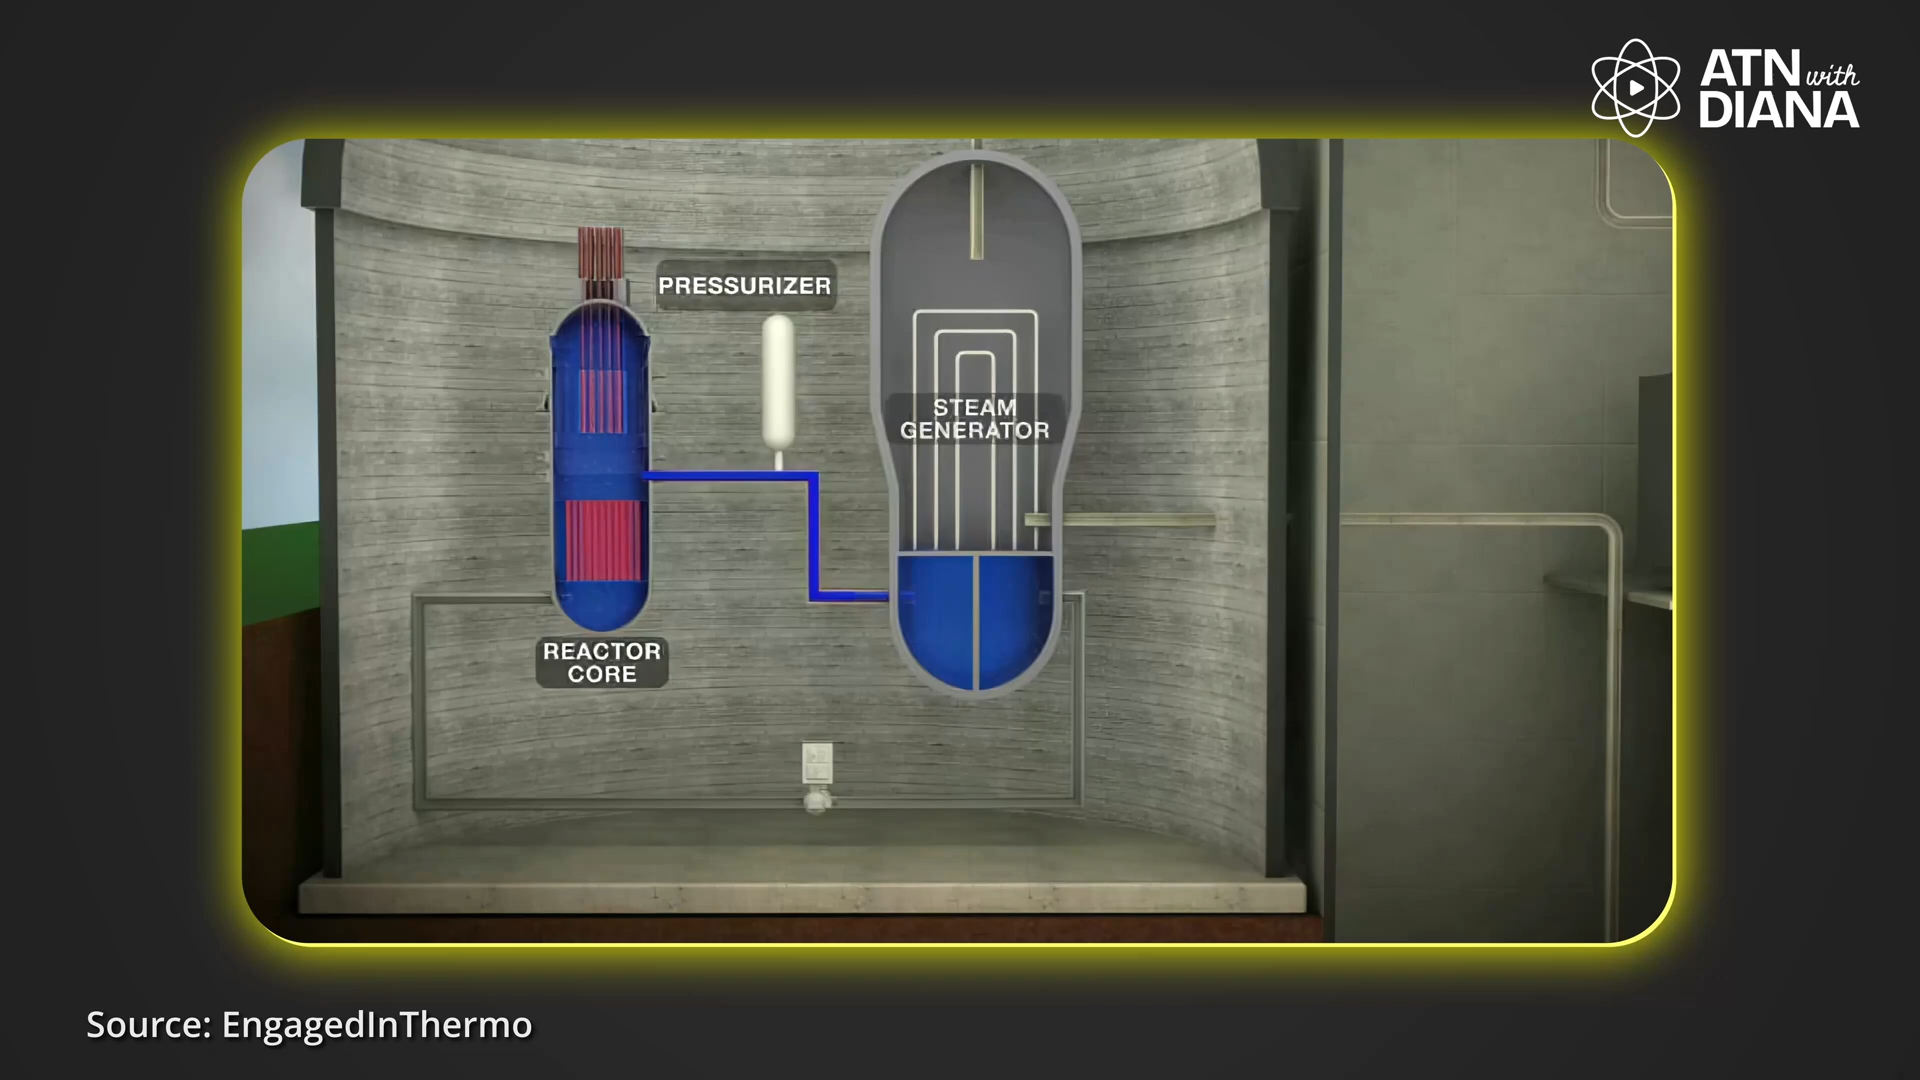 ATN with
DIANA
PRESSURIZER
STEAM
GENERATOR
REACTOR
CORE
Source: EngagedInThermo